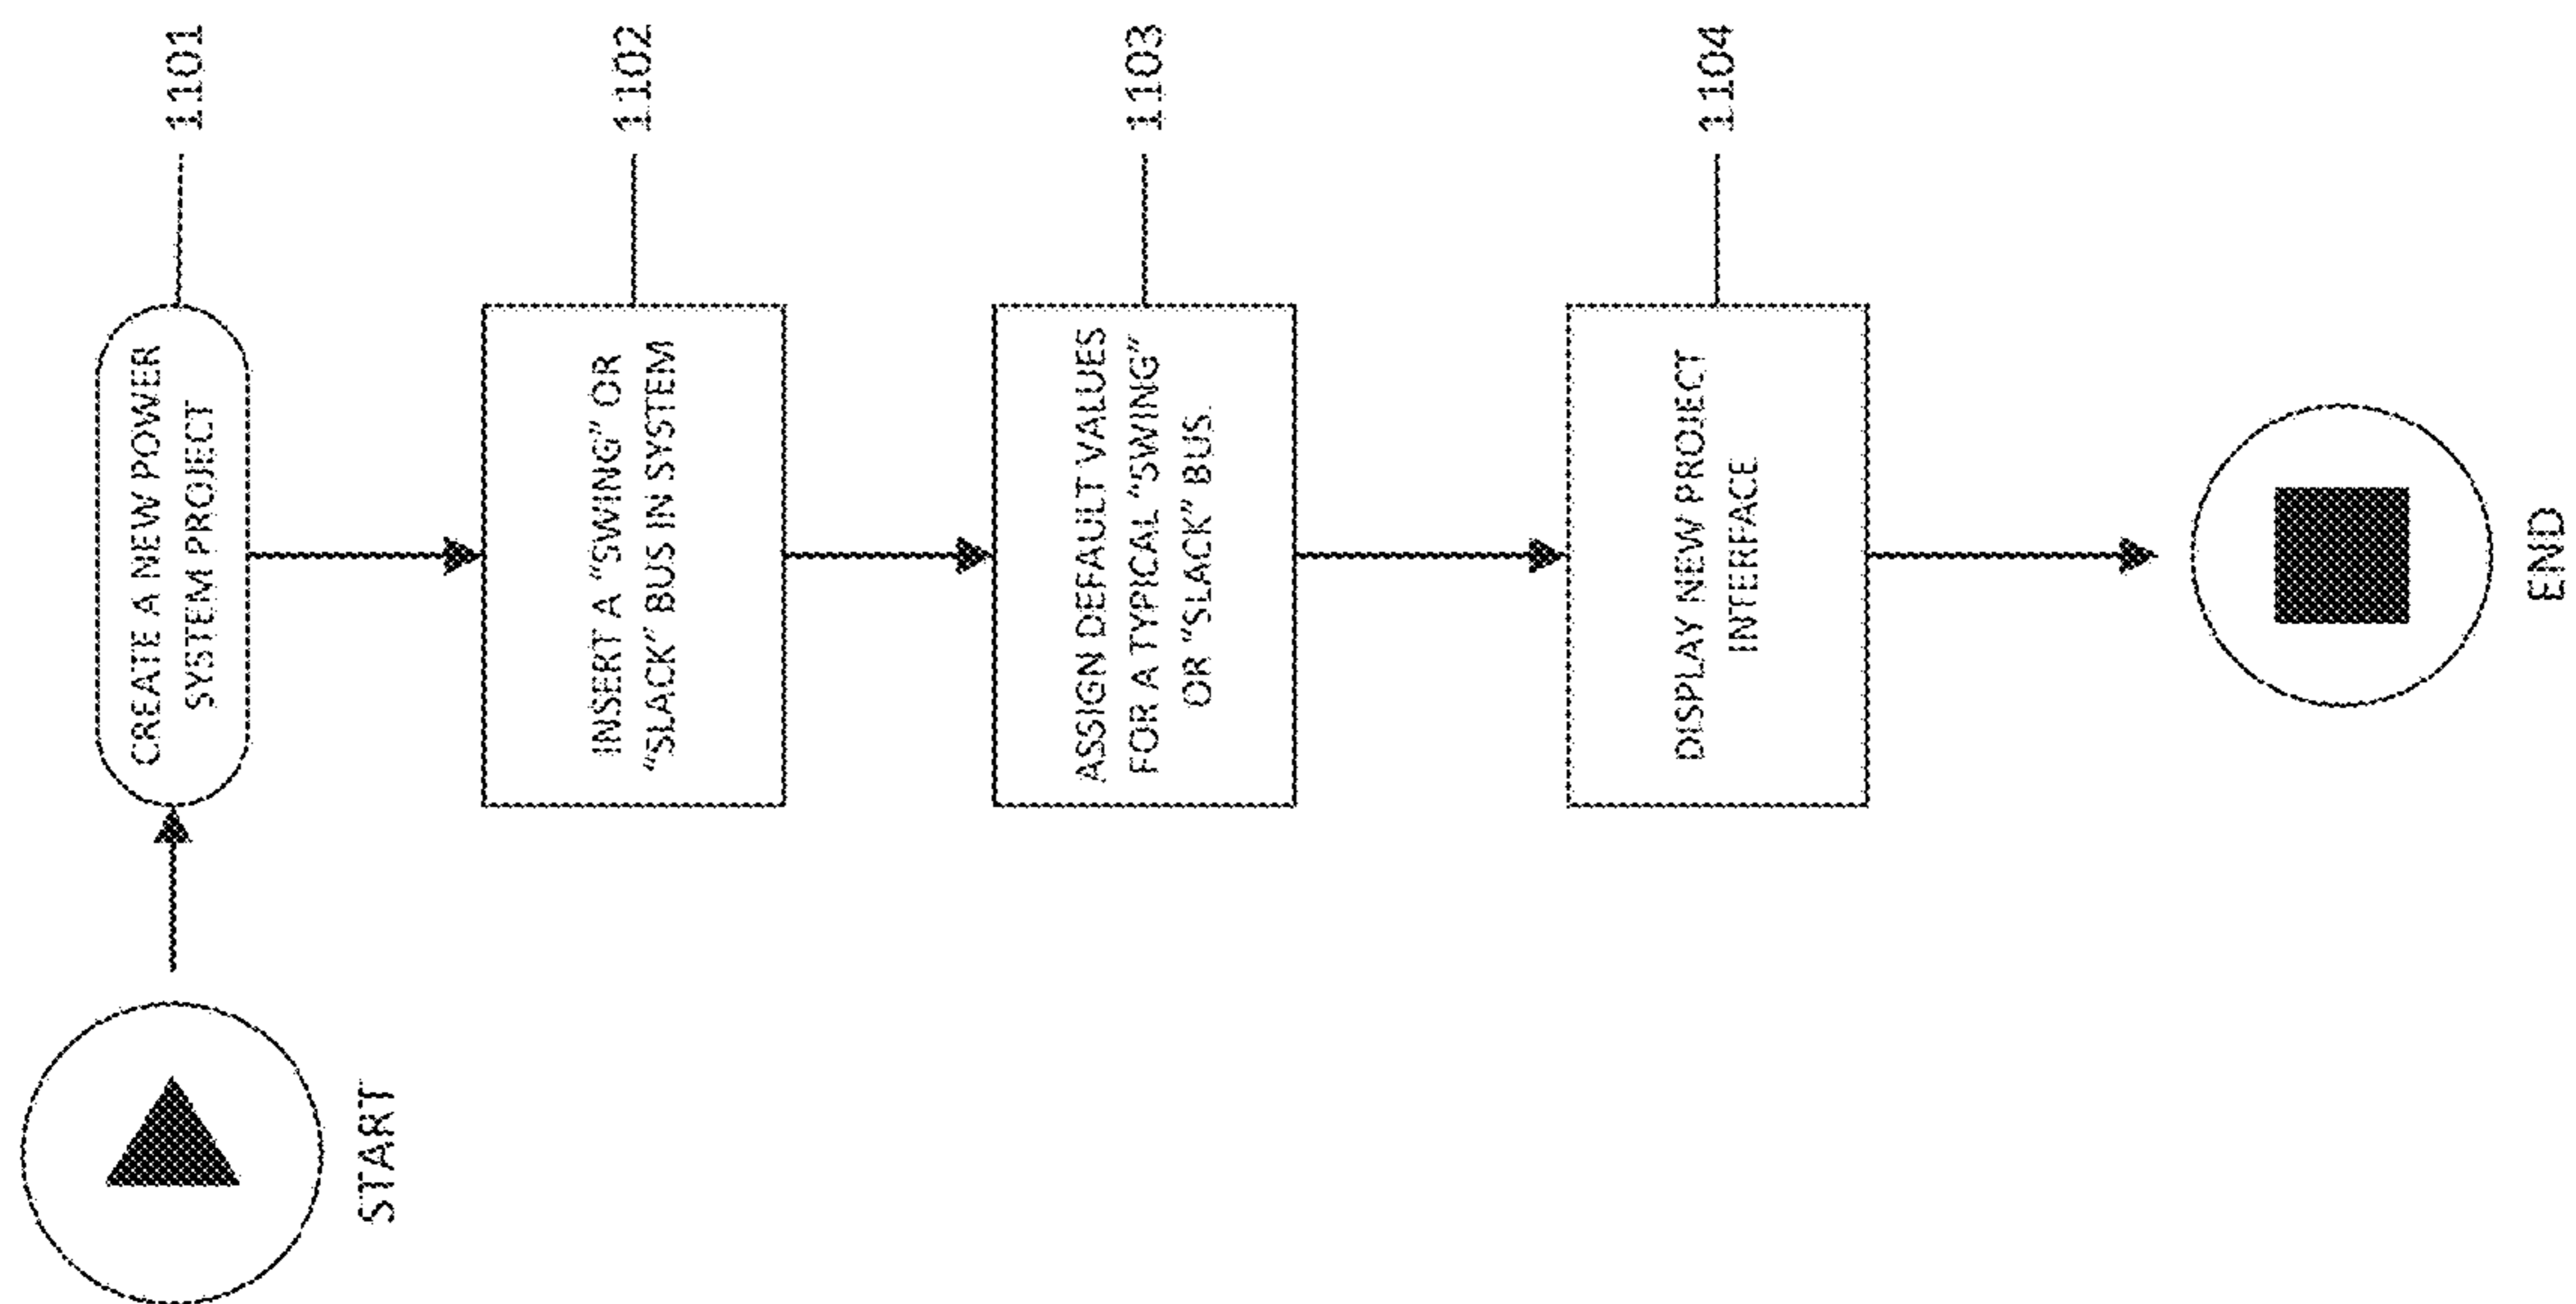 START
CREATE A NEW POWER
SYSTEM PROJECT
1101
INSERT A "SWING" OR
"SLACK" BUS IN SYSTEM
1102
ASSIGN DEFAULT VALUES
FOR A TYPICAL "SWING"
OR "SLACK" BUS.
1103
DISPLAY NEW PROJECT
INTERFACE
1104
END